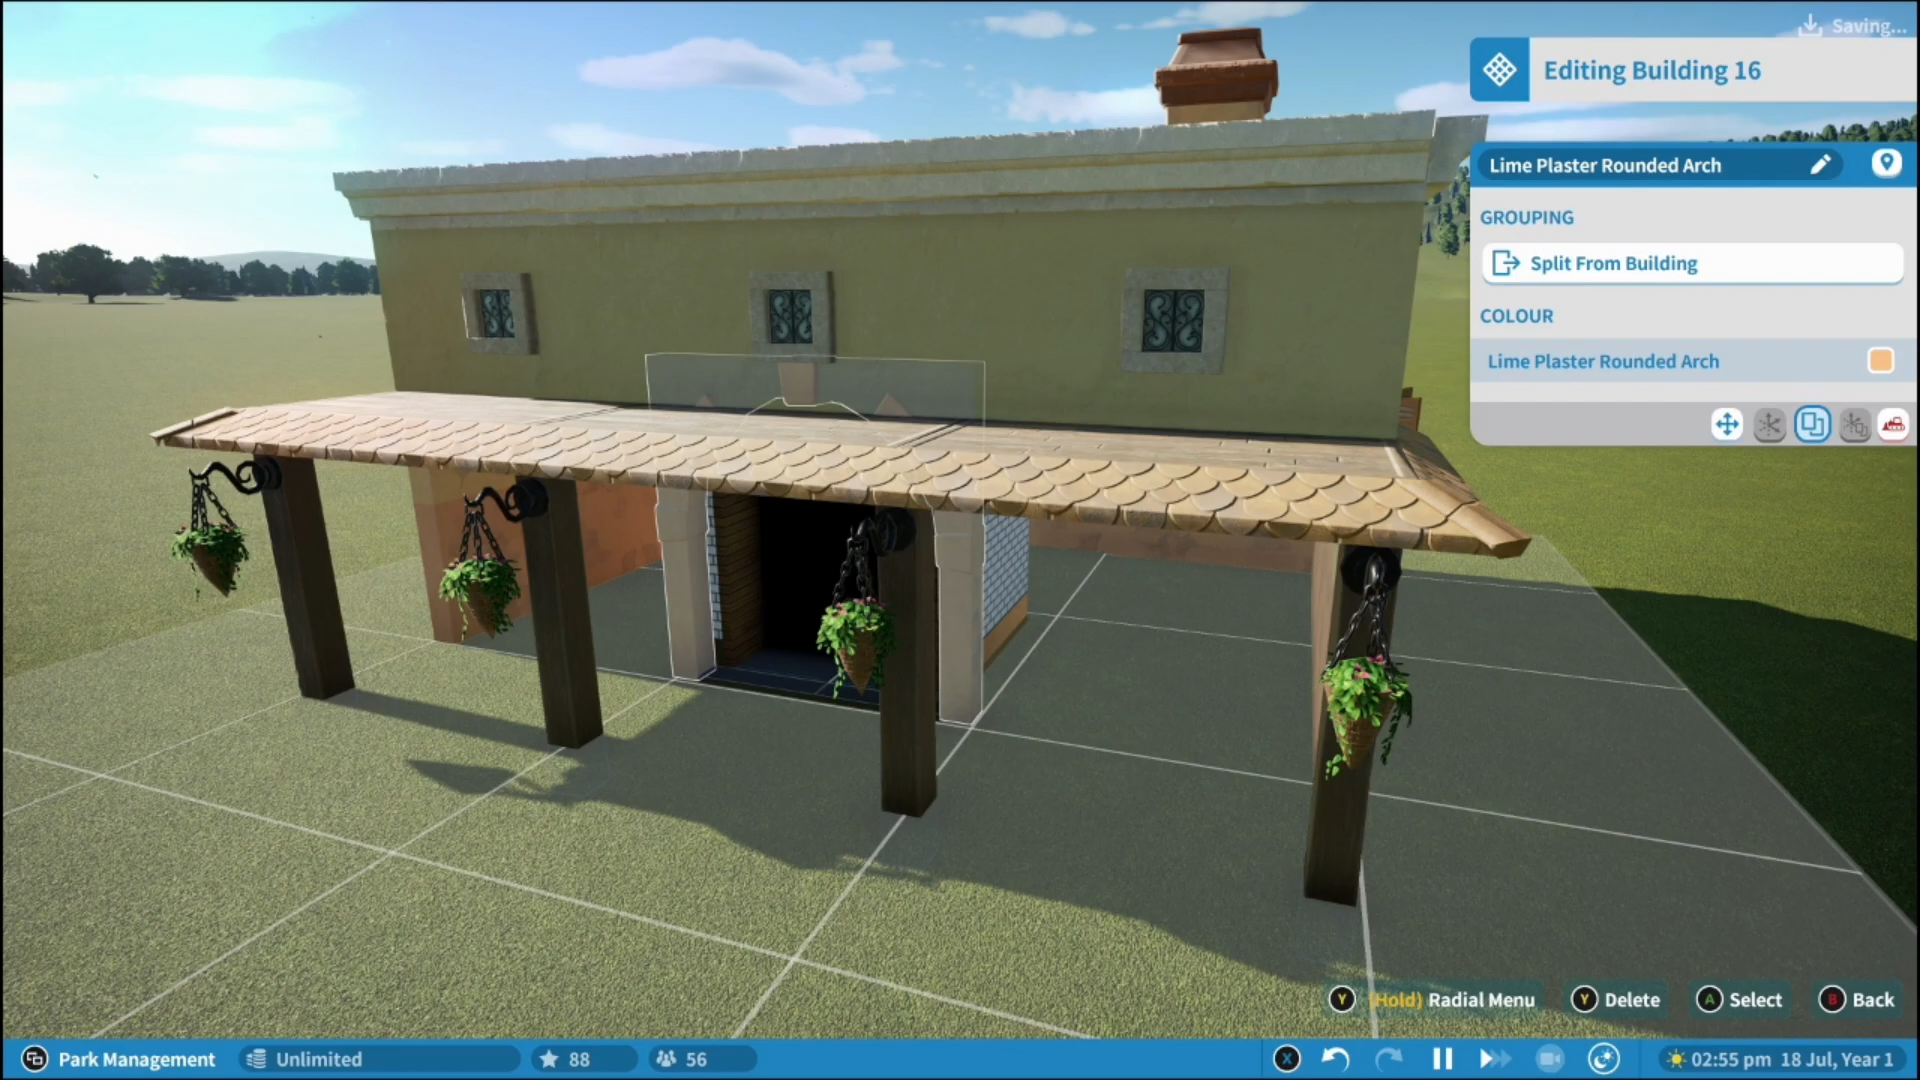 Saving...
Editing Building 16
Lime Plaster Rounded Arch
GROUPING
Split From Building
COLOUR
Lime Plaster Rounded Arch
Y (Hold) Radial Menu Y Delete A Select B Back
Park Management Unlimited 88 56 X 02:55 pm 18 Jul, Year 1